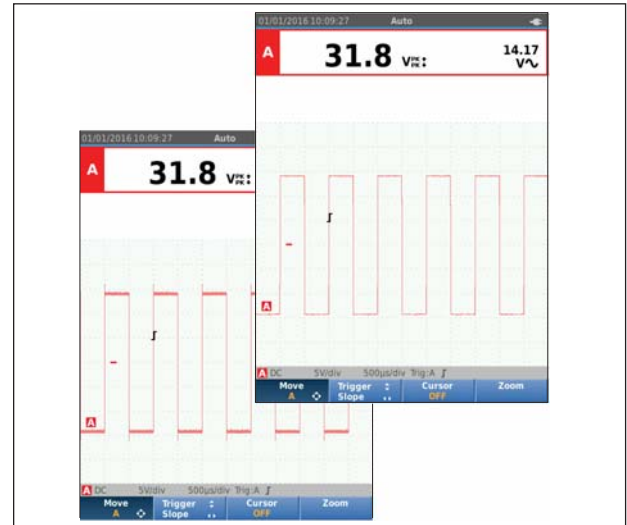 01/01/2016 10:09:27 Auto
A 31.8 VPK PK: 14.17 V∿
A
A DC 5V/div 500µs/div Trig:A ʃ
Move A Trigger Slope Cursor OFF Zoom
01/01/2016 10:09:27 Auto
A 31.8 VPK PK:
A
A DC 5V/div 500µs/div Trig:A ʃ
Move A Trigger Slope Cursor OFF Zoom